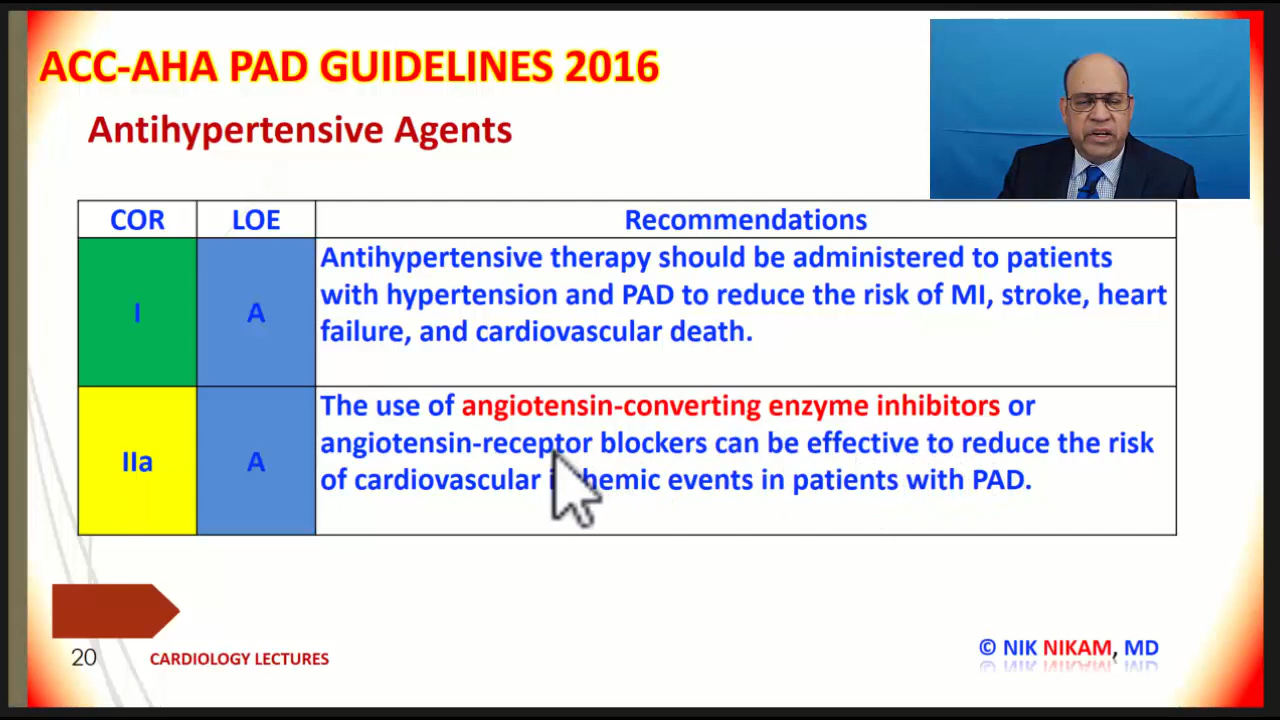 ACC-AHA PAD GUIDELINES 2016
Antihypertensive Agents
COR LOE Recommendations
I A Antihypertensive therapy should be administered to patients
with hypertension and PAD to reduce the risk of MI, stroke, heart
failure, and cardiovascular death.
IIa A The use of angiotensin-converting enzyme inhibitors or
angiotensin-receptor blockers can be effective to reduce the risk
of cardiovascular ischemic events in patients with PAD.
20 CARDIOLOGY LECTURES
© NIK NIKAM, MD